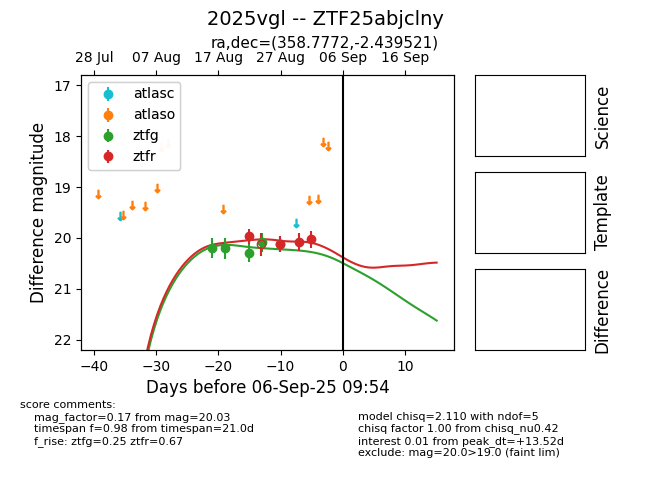 2025vgl -- ZTF25abjclny
ra,dec=(358.7772,-2.439521)
28 Jul 07 Aug 17 Aug 27 Aug 06 Sep 16 Sep
atlasc
atlaso
ztfg
ztfr
17
18
19
20
21
22
Difference magnitude
−40 −30 −20 −10 0 10
Days before 06-Sep-25 09:54
Science
Template
Difference
score comments:
mag_factor=0.17 from mag=20.03
timespan f=0.98 from timespan=21.0d
f_rise: ztfg=0.25 ztfr=0.67
model chisq=2.110 with ndof=5
chisq factor 1.00 from chisq_nu0.42
interest 0.01 from peak_dt=+13.52d
exclude: mag=20.0>19.0 (faint lim)